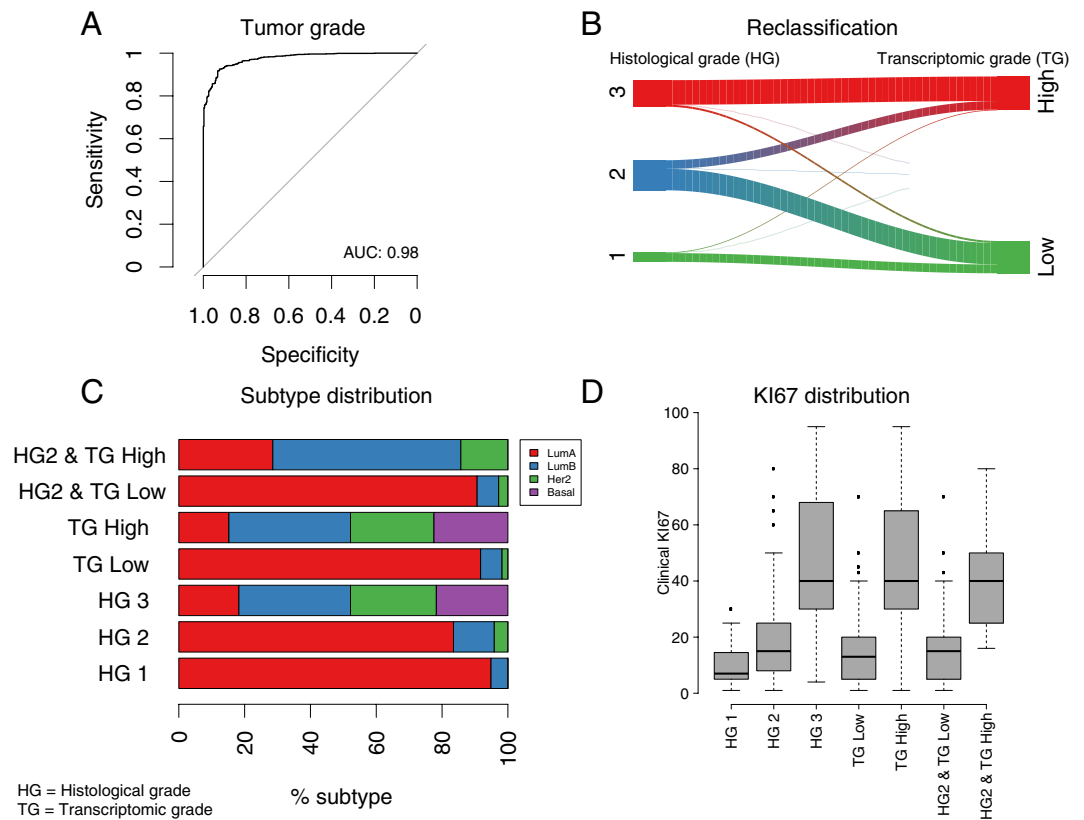 A
Tumor grade
Sensitivity
1
0.8
0.6
0.4
0.2
0
AUC: 0.98
1.0 0.8 0.6 0.4 0.2 0
Specificity
B
Reclassification
Histological grade (HG)
Transcriptomic grade (TG)
3
2
1
High
Low
C
Subtype distribution
HG2 & TG High
HG2 & TG Low
TG High
TG Low
HG 3
HG 2
HG 1
LumA
LumB
Her2
Basal
0 20 40 60 80 100
% subtype
HG = Histological grade
TG = Transcriptomic grade
D
KI67 distribution
Clinical KI67
100
80
60
40
20
0
HG 1
HG 2
HG 3
TG Low
TG High
HG2 & TG Low
HG2 & TG High